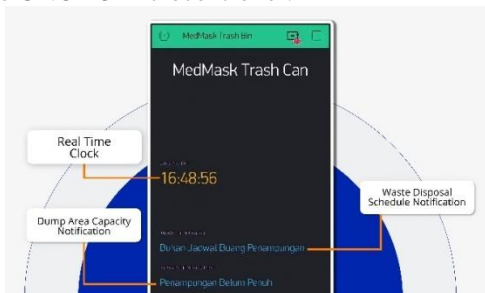 MedMask Trash Bin
MedMask Trash Can
Real Time
Clock
16:48:56
Waste Disposal
Schedule Notification
Dump Area Capacity
Notification
Bukan Jadwal Buang Penampungan
Penampungan Belum Penuh